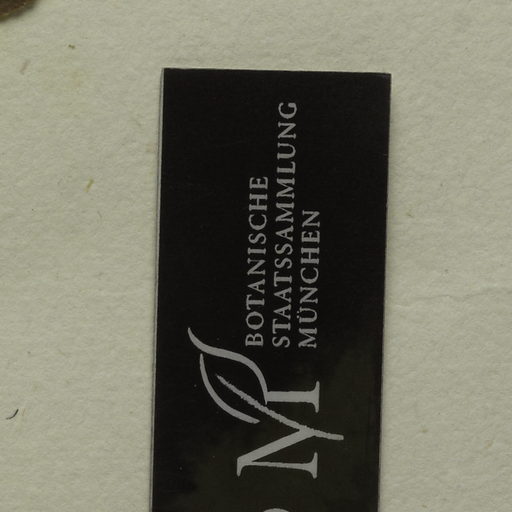 BOTANISCHE
STAATSSAMMLUNG
MÜNCHEN
M